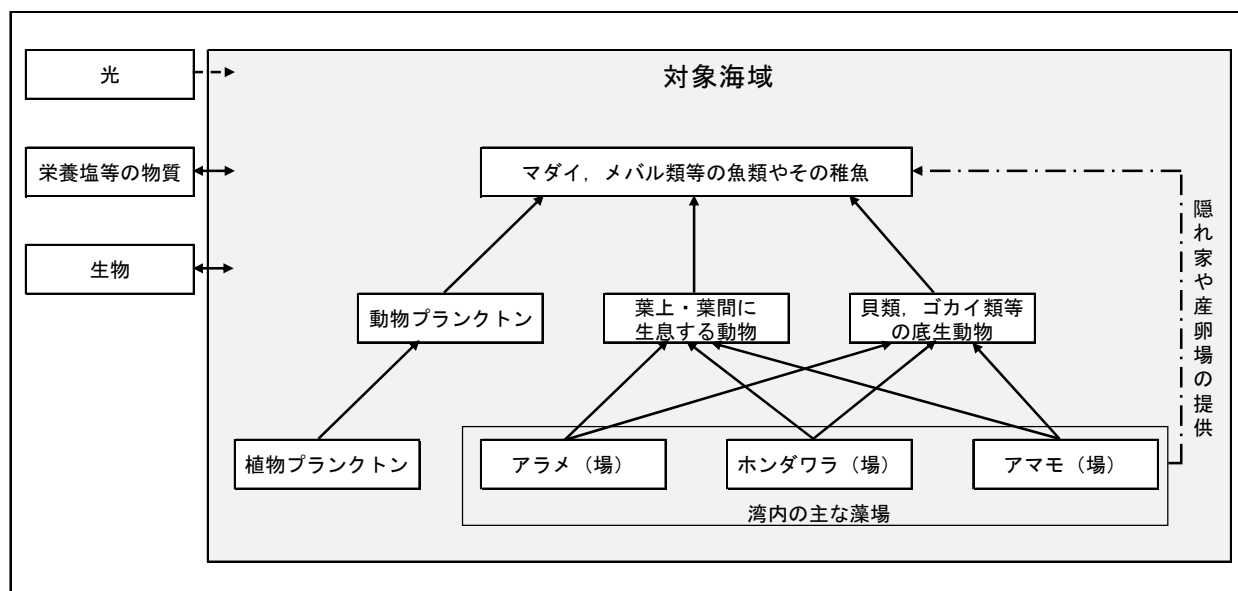 光
対象海域
栄養塩等の物質
マダイ，メバル類等の魚類やその稚魚
生物
隠れ家や産卵場の提供
動物プランクトン
葉上・葉間に
生息する動物
貝類，ゴカイ類等
の底生動物
植物プランクトン
アラメ（場）
ホンダワラ（場）
アマモ（場）
湾内の主な藻場